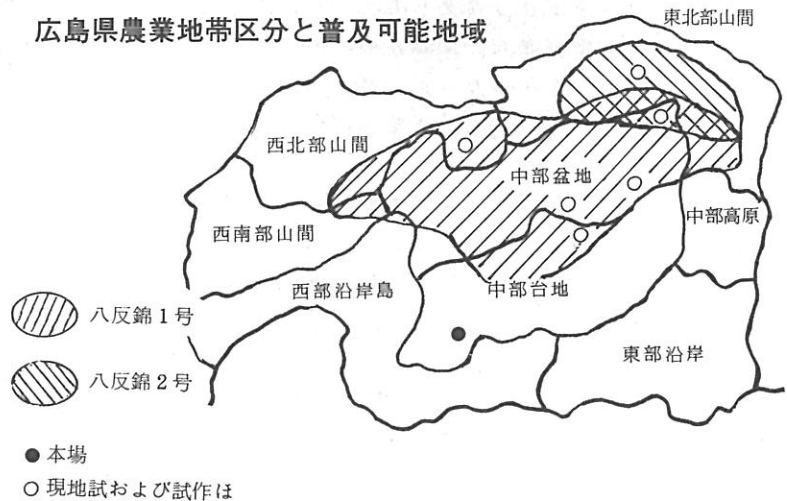 広島県農業地帯区分と普及可能地域
東北部山間
西北部山間
中部盆地
中部高原
西南部山間
西部沿岸島
中部台地
東部沿岸
八反錦1号
八反錦2号
● 本場
○ 現地試および試作ほ